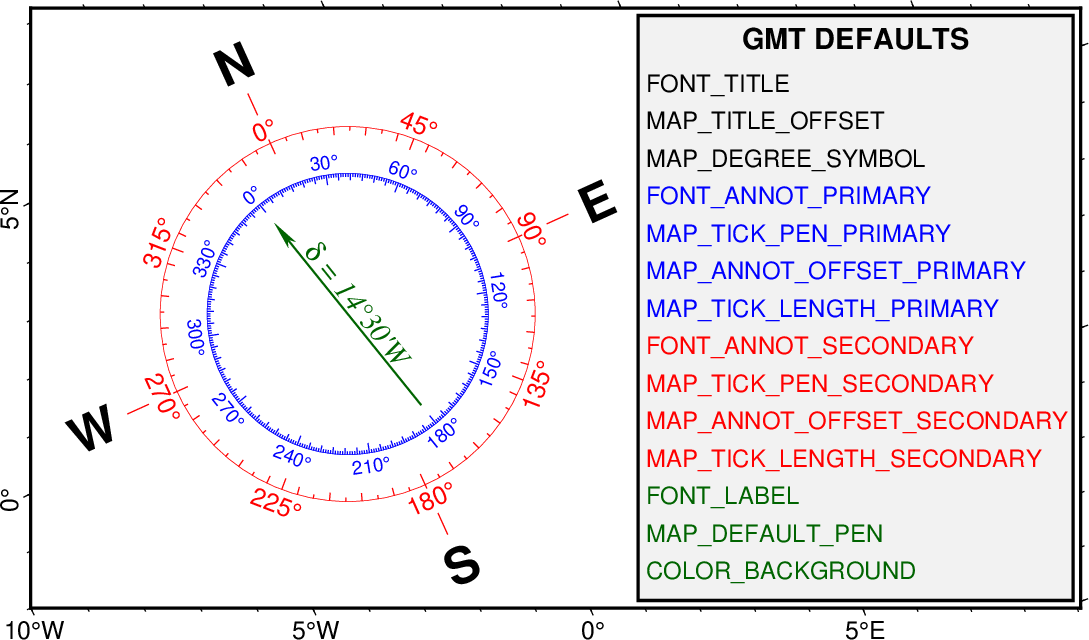 N
0°
45°
E
90°
135°
S
180°
225°
W
270°
315°
0°
30°
60°
90°
120°
150°
180°
210°
240°
270°
300°
330°
δ = 14°30'W
GMT DEFAULTS
FONT_TITLE
MAP_TITLE_OFFSET
MAP_DEGREE_SYMBOL
FONT_ANNOT_PRIMARY
MAP_TICK_PEN_PRIMARY
MAP_ANNOT_OFFSET_PRIMARY
MAP_TICK_LENGTH_PRIMARY
FONT_ANNOT_SECONDARY
MAP_TICK_PEN_SECONDARY
MAP_ANNOT_OFFSET_SECONDARY
MAP_TICK_LENGTH_SECONDARY
FONT_LABEL
MAP_DEFAULT_PEN
COLOR_BACKGROUND
5°N
0°
10°W
5°W
0°
5°E